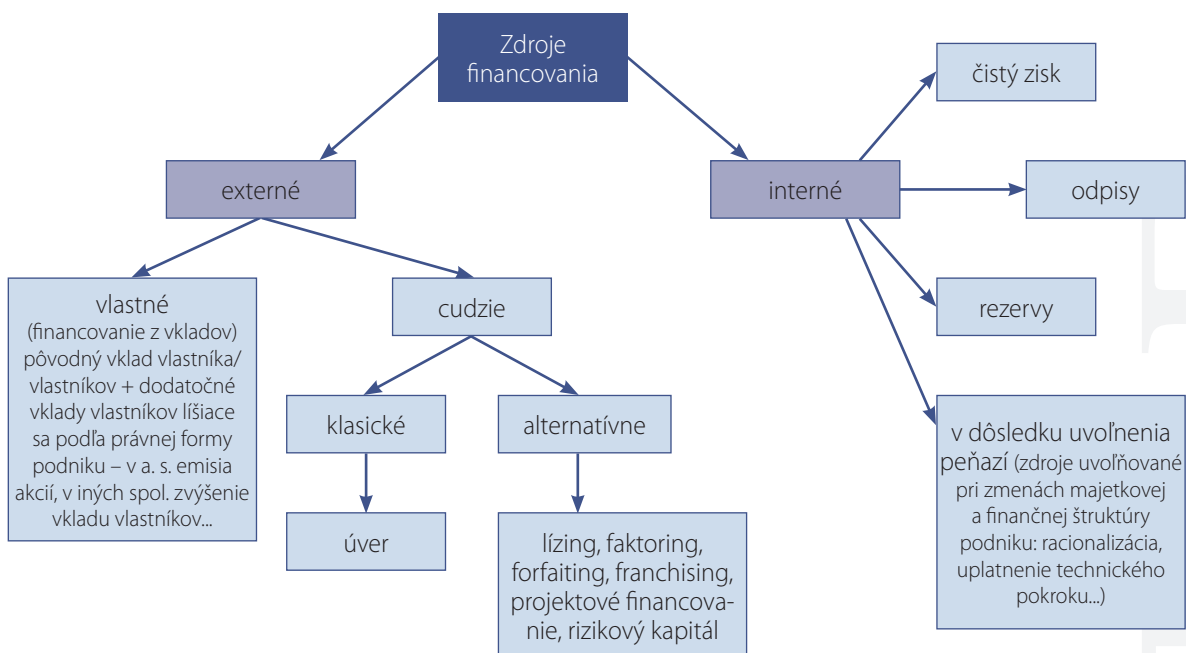 Zdroje
financovania
externé
vlastné
(financovanie z vkladov)
pôvodný vklad vlastníka/
vlastníkov + dodatočné
vklady vlastníkov líšiace
sa podľa právnej formy
podniku – v a. s. emisia
akcií, v iných spol. zvýšenie
vkladu vlastníkov...
cudzie
klasické
úver
alternatívne
lízing, faktoring,
forfaiting, franchising,
projektové financova-
nie, rizikový kapitál
interné
čistý zisk
odpisy
rezervy
v dôsledku uvoľnenia
peňazí (zdroje uvoľňované
pri zmenách majetkovej
a finančnej štruktúry
podniku: racionalizácia,
uplatnenie technického
pokroku...)